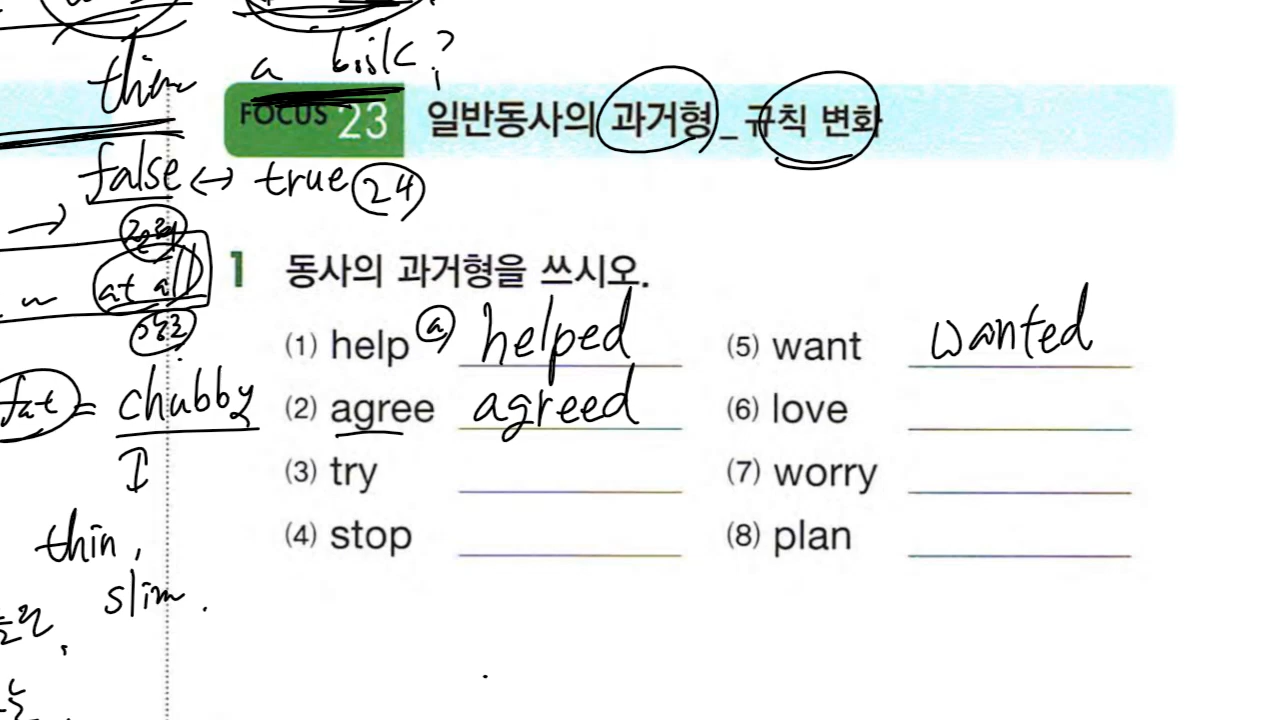 then a
FOCUS 23 일반동사의 과거형_규칙 변화
false ↔ true 24
→
~ at all
1 동사의 과거형을 쓰시오.
(1) help a helped (5) want wanted
fat = chubby (2) agree agreed (6) love
(3) try (7) worry
(4) stop (8) plan
thin,
slim.